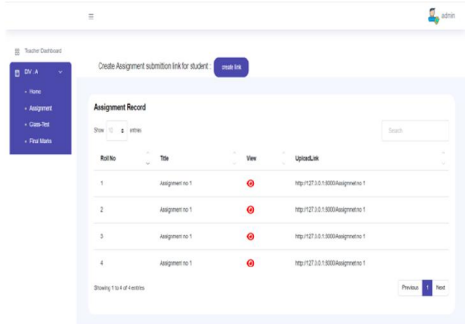 admin
Teacher Dashboard
DIV : A
Home
Assignment
Class-Test
Final Marks
Create Assignment submittion link for student : create link
Assignment Record
Show 10 entries
Search
Roll No Title View UploadLink
1 Assignment no 1
2 Assignment no 1
3 Assignment no 1
4 Assignment no 1
Showing 1 to 4 of 4 entries
Previous 1 Next